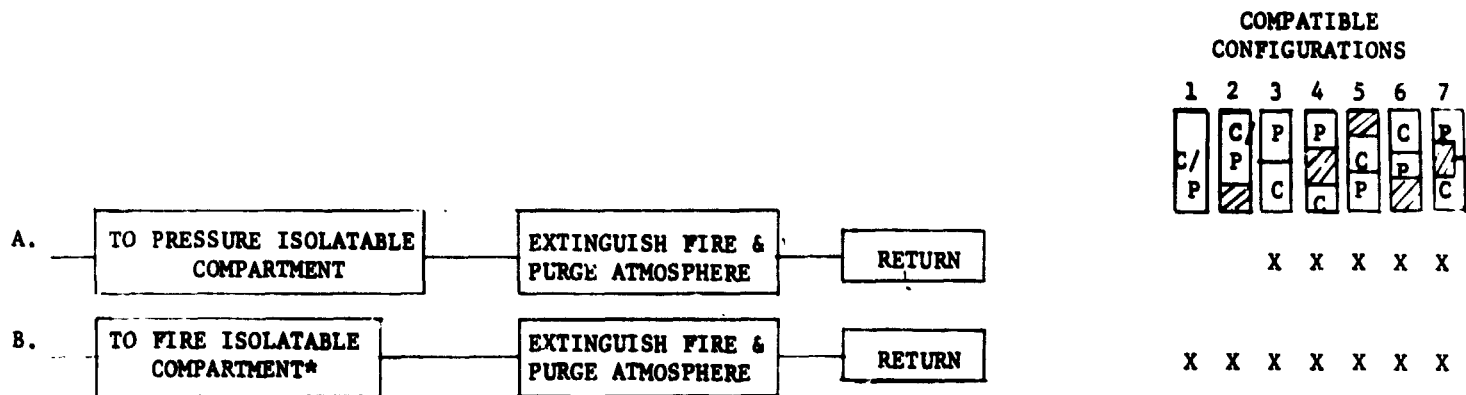 COMPATIBLE
CONFIGURATIONS
1 2 3 4 5 6 7
C/
P
C/
P
P
C
P
C
C
P
C
P
P
C
A.
TO PRESSURE ISOLATABLE
COMPARTMENT
EXTINGUISH FIRE &
PURGE ATMOSPHERE
RETURN
X X X X X
B.
TO FIRE ISOLATABLE
COMPARTMENT*
EXTINGUISH FIRE &
PURGE ATMOSPHERE
RETURN
X X X X X X X